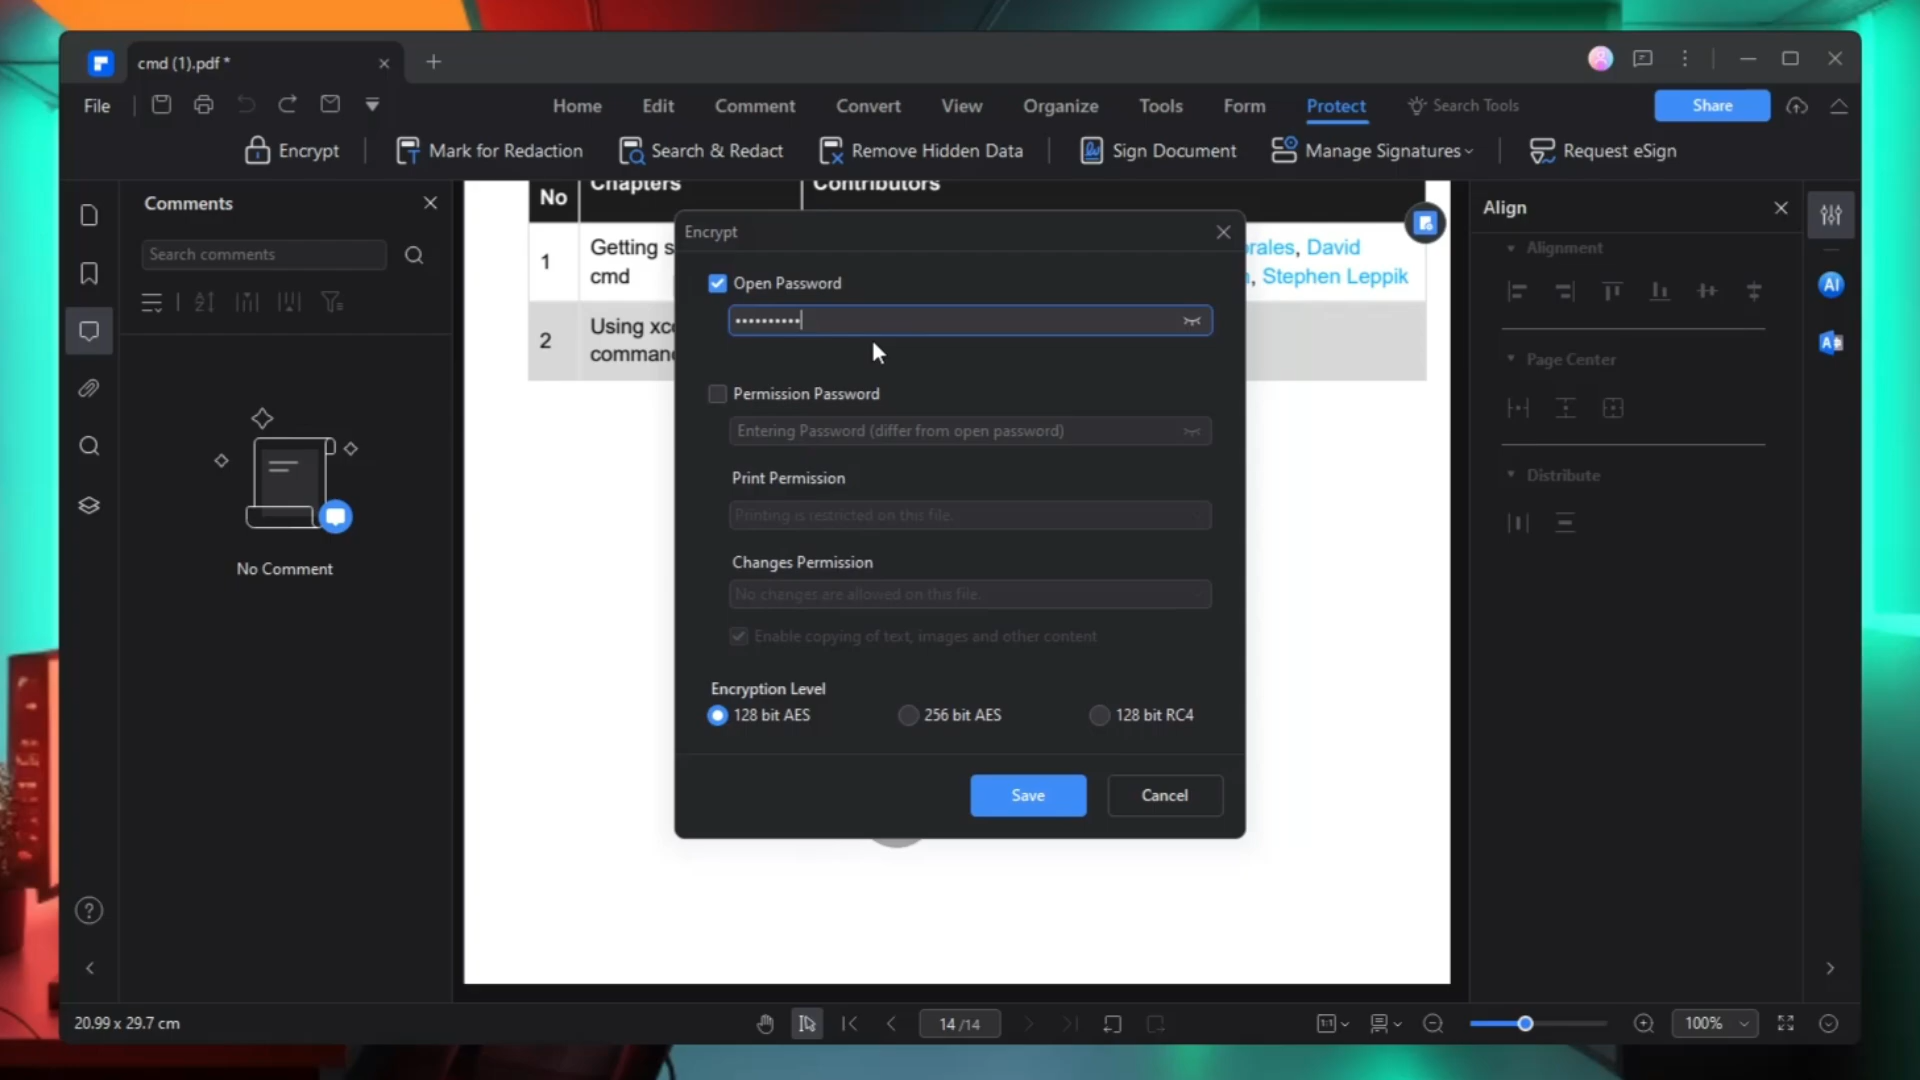 cmd (1).pdf *
File
Home
Edit
Comment
Convert
View
Organize
Tools
Form
Protect
Search Tools
Share
Encrypt
Mark for Redaction
Search & Redact
Remove Hidden Data
Sign Document
Manage Signatures
Request eSign
Comments
Search comments
No Comment
No
Chapters
Contributors
1
Getting s
cmd
rales, David
, Stephen Leppik
2
Using xc
comman
Encrypt
Open Password
••••••••••
Permission Password
Entering Password (differ from open password)
Print Permission
Printing is restricted on this file.
Changes Permission
No changes are allowed on this file.
Enable copying of text, images and other content
Encryption Level
128 bit AES
256 bit AES
128 bit RC4
Save
Cancel
Align
Alignment
Page Center
Distribute
AI
20.99 x 29.7 cm
14 /14
1:1
100%